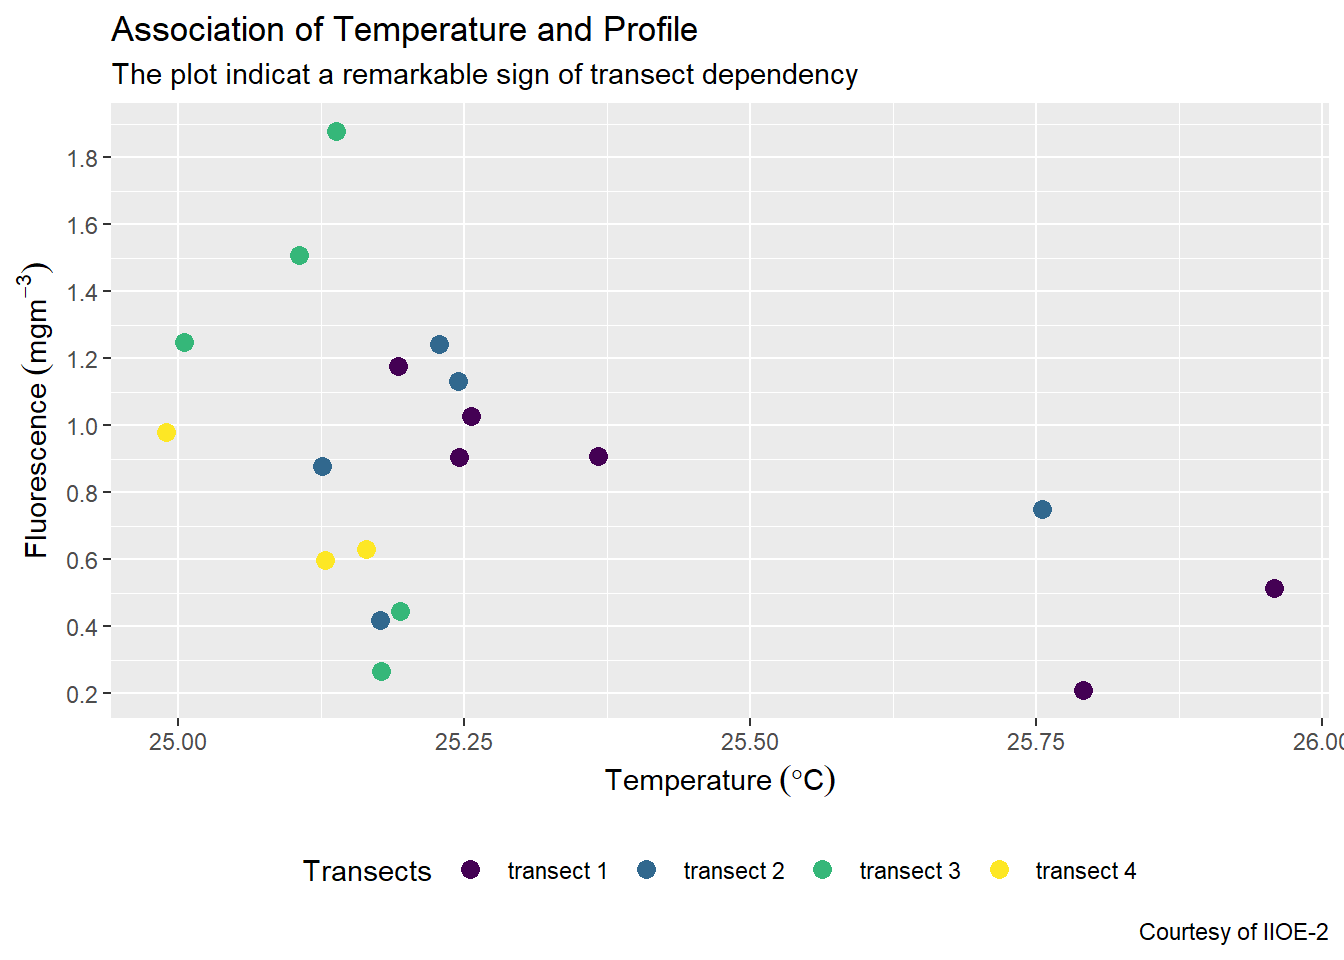 Association of Temperature and Profile
The plot indicat a remarkable sign of transect dependency
Fluorescence (mgm⁻³)
1.8
1.6
1.4
1.2
1.0
0.8
0.6
0.4
0.2
25.00 25.25 25.50 25.75 26.00
Temperature (°C)
Transects transect 1 transect 2 transect 3 transect 4
Courtesy of IIOE-2